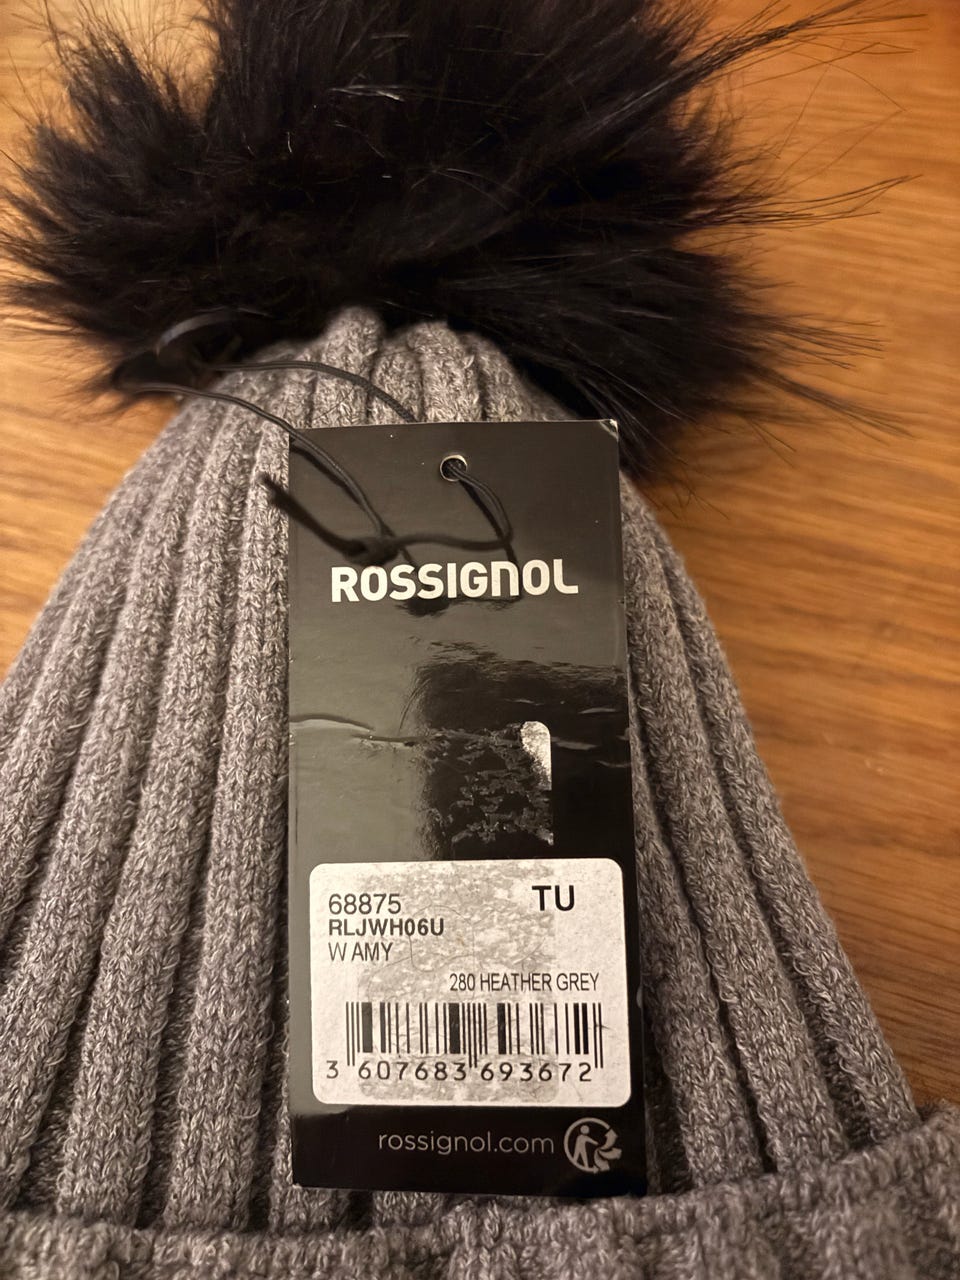 ROSSIGNOL
68875 TU
RLJWH06U
W AMY
280 HEATHER GREY
3 607683 693672
rossignol.com